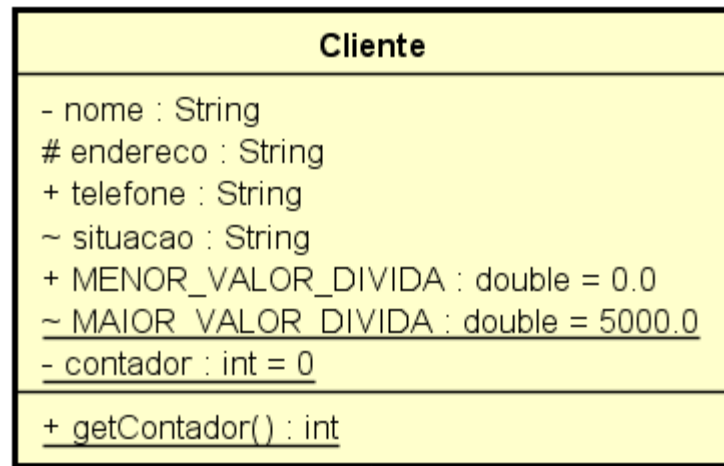 Cliente
- nome : String
# endereco : String
+ telefone : String
~ situacao : String
+ MENOR_VALOR_DIVIDA : double = 0.0
~ MAIOR_VALOR_DIVIDA : double = 5000.0
- contador : int = 0
+ getContador() : int